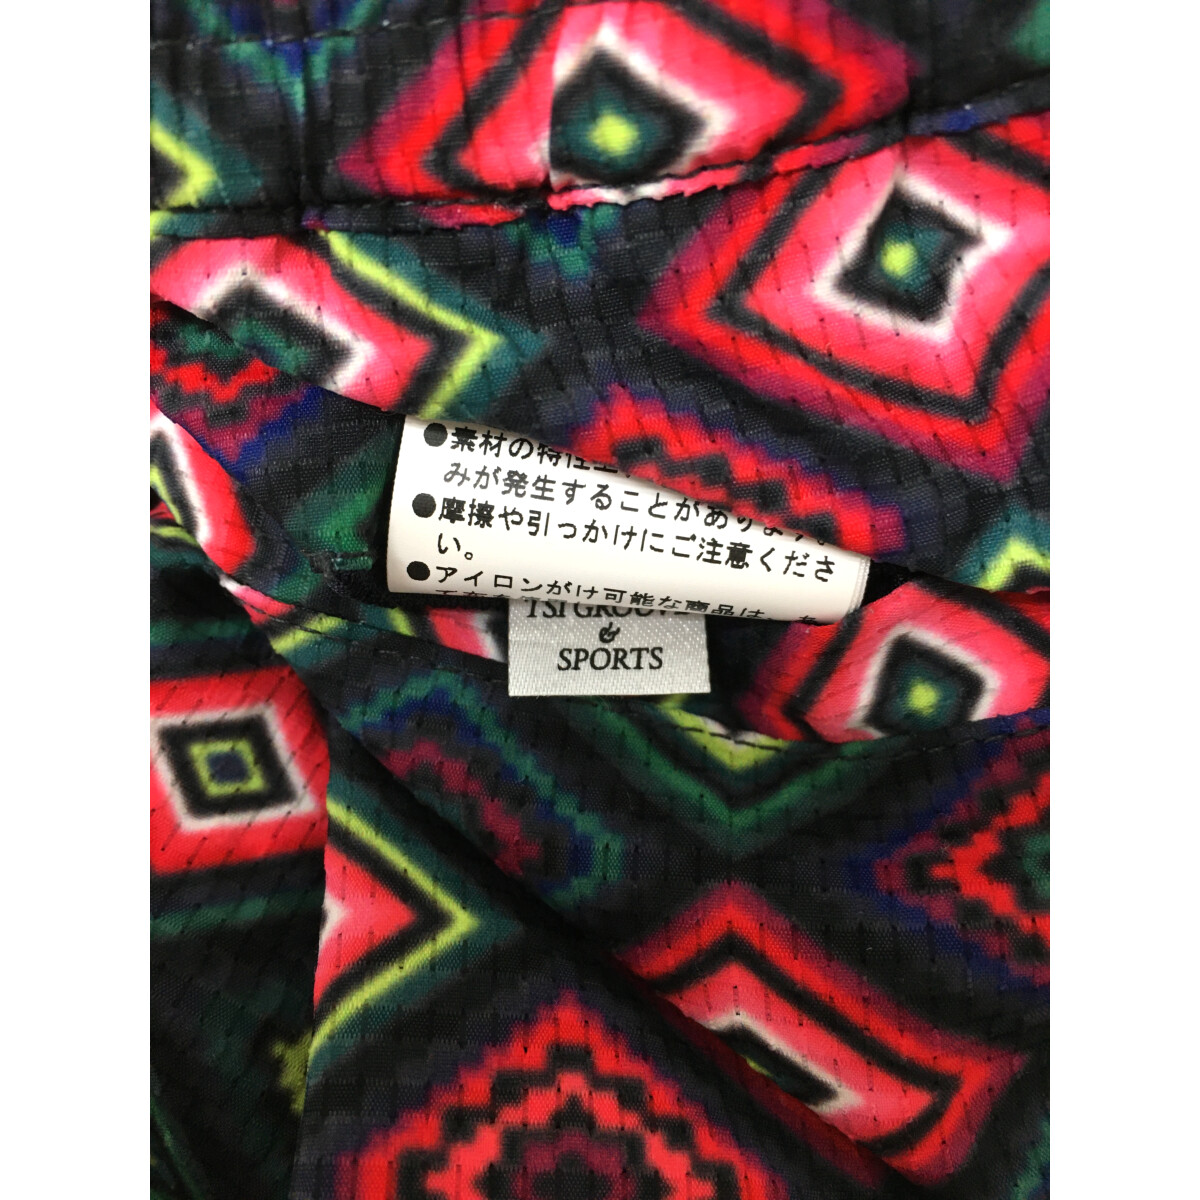 ●素材の特性上
みが発生することがあります。
●摩擦や引っかけにご注意くださ
い。
●アイロンがけ可能な商品は、あ
TSI GROOVE
&
SPORTS